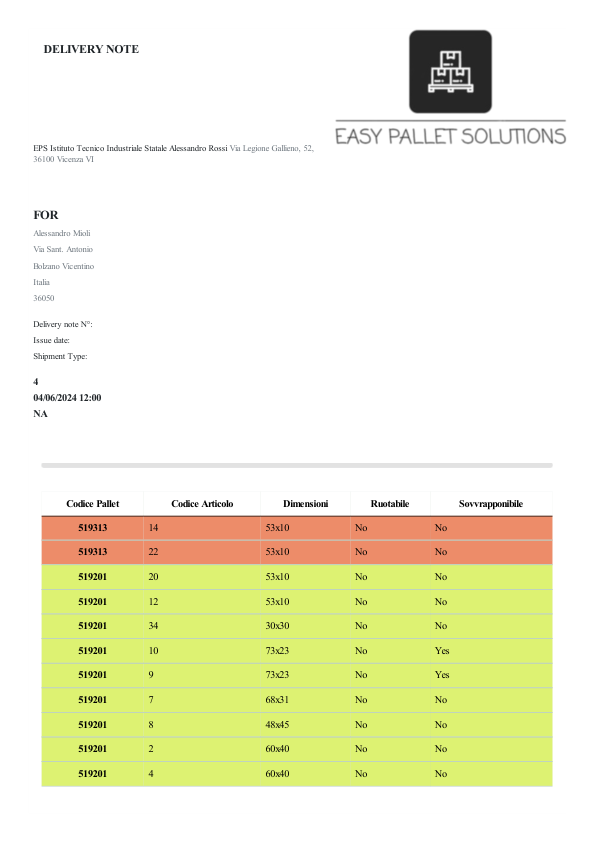 DELIVERY NOTE
EASY PALLET SOLUTIONS
EPS Istituto Tecnico Industriale Statale Alessandro Rossi Via Legione Gallieno, 52,
36100 Vicenza VI
FOR
Alessandro Mioli
Via Sant. Antonio
Bolzano Vicentino
Italia
36050
Delivery note N°:
Issue date:
Shipment Type:
4
04/06/2024 12:00
NA
Codice Pallet Codice Articolo Dimensioni Ruotabile Sovvrapponibile
519313 14 53x10 No No
519313 22 53x10 No No
519201 20 53x10 No No
519201 12 53x10 No No
519201 34 30x30 No No
519201 10 73x23 No Yes
519201 9 73x23 No Yes
519201 7 68x31 No No
519201 8 48x45 No No
519201 2 60x40 No No
519201 4 60x40 No No